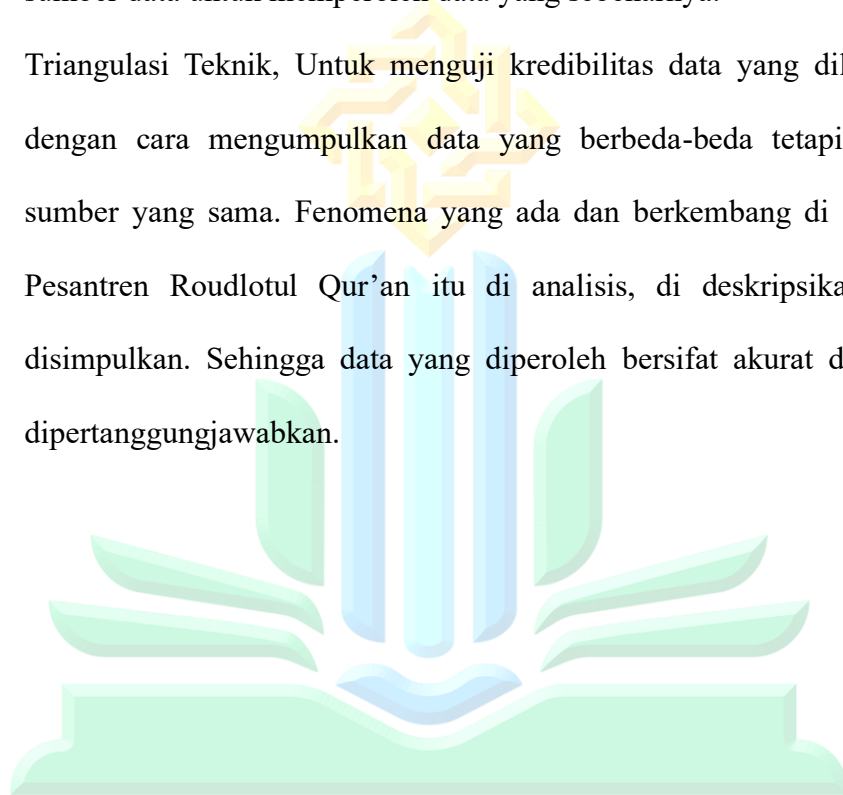 Triangulasi Teknik, Untuk menguji kredibilitas data yang
dengan cara mengumpulkan data yang berbeda-beda tetapi
sumber yang sama. Fenomena yang ada dan berkembang di
Pesantren Roudlotul Qur’an itu di analisis, di
disimpulkan. Sehingga data yang diperoleh bersifat akurat
dipertanggungjawabkan.